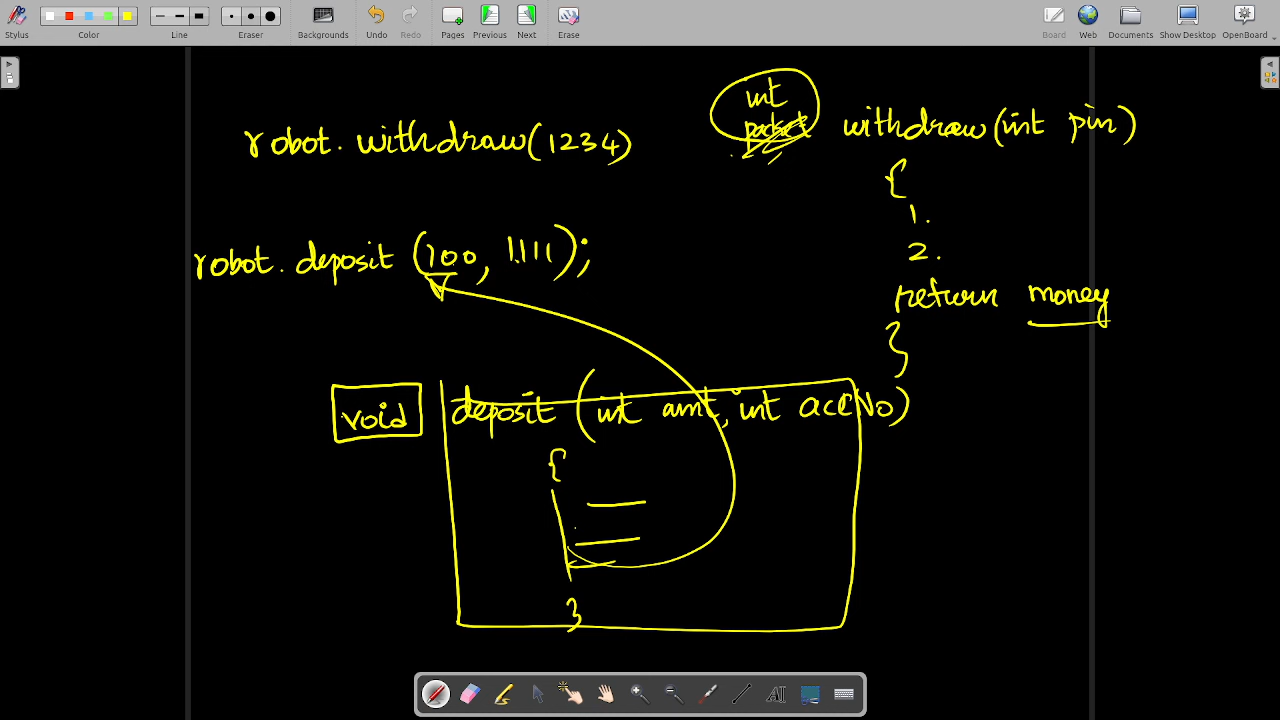 Stylus Color Line Eraser Backgrounds Undo Redo Pages Previous Next Erase Board Web Documents Show Desktop OpenBoard
int
robot. withdraw(1234) withdraw(int pin)
{
1.
2.
robot. deposit (100, 1111);
return money
}
void deposit (int amt, int accNo)
{
}
AI